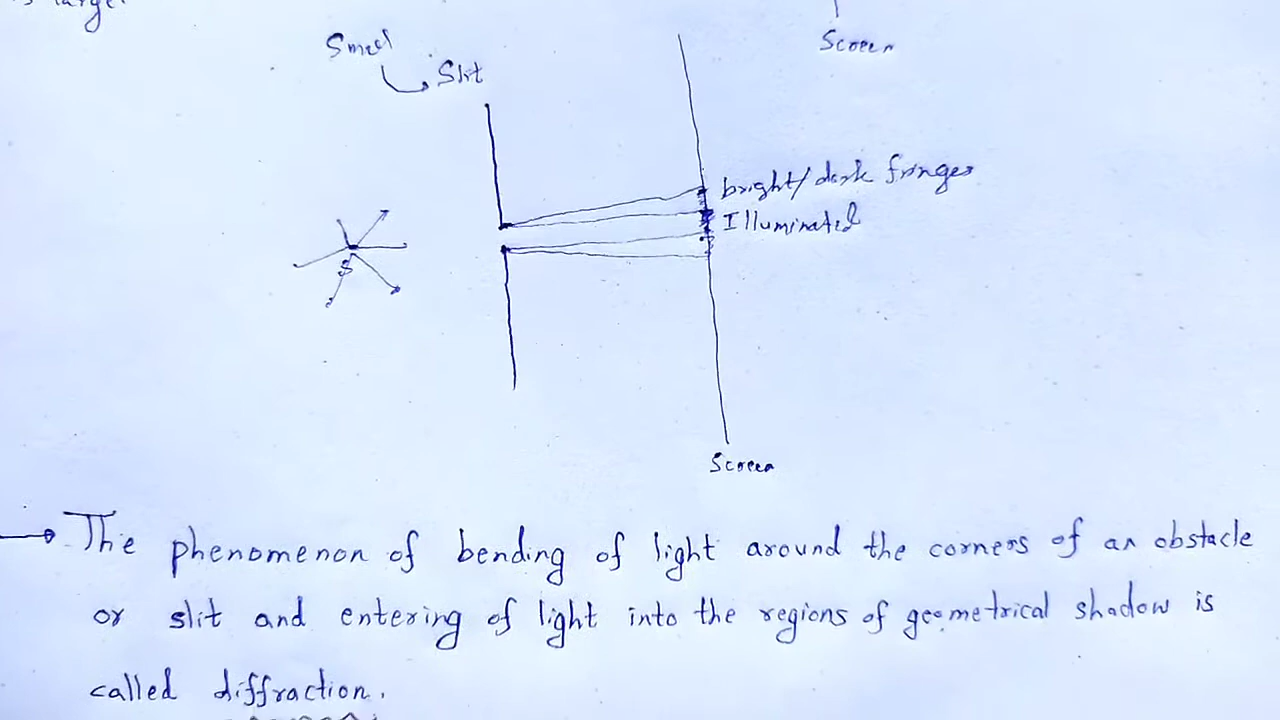 large
Screen
Small
Slit
bright/dark fringes
Illuminated
S
Screen
The phenomenon of bending of light around the corners of an obstacle
or slit and entering of light into the regions of geometrical shadow is
called diffraction.